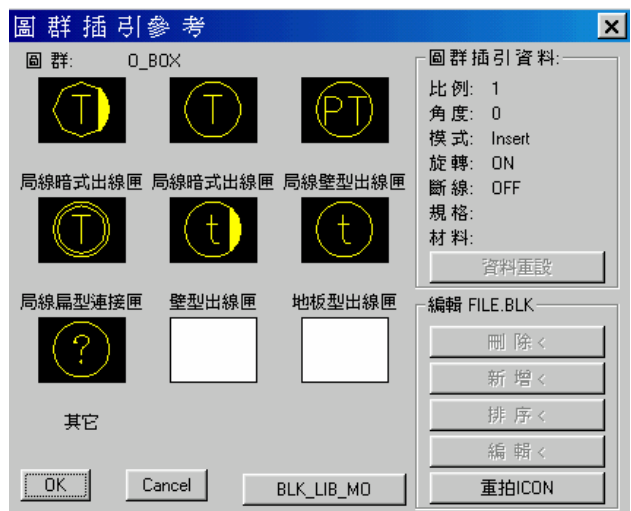 圖群插引參考
圖群: O_BOX
T
T
PT
局線暗式出線匣 局線暗式出線匣 局線壁型出線匣
T
t
t
局線扁型連接匣 壁型出線匣 地板型出線匣
?
其它
OK
Cancel
BLK_LIB_MO
圖群插引資料:
比例: 1
角度: 0
模式: Insert
旋轉: ON
斷線: OFF
規格:
材料:
資料重設
編輯 FILE.BLK
刪除<
新增<
排序<
編輯<
重拍ICON